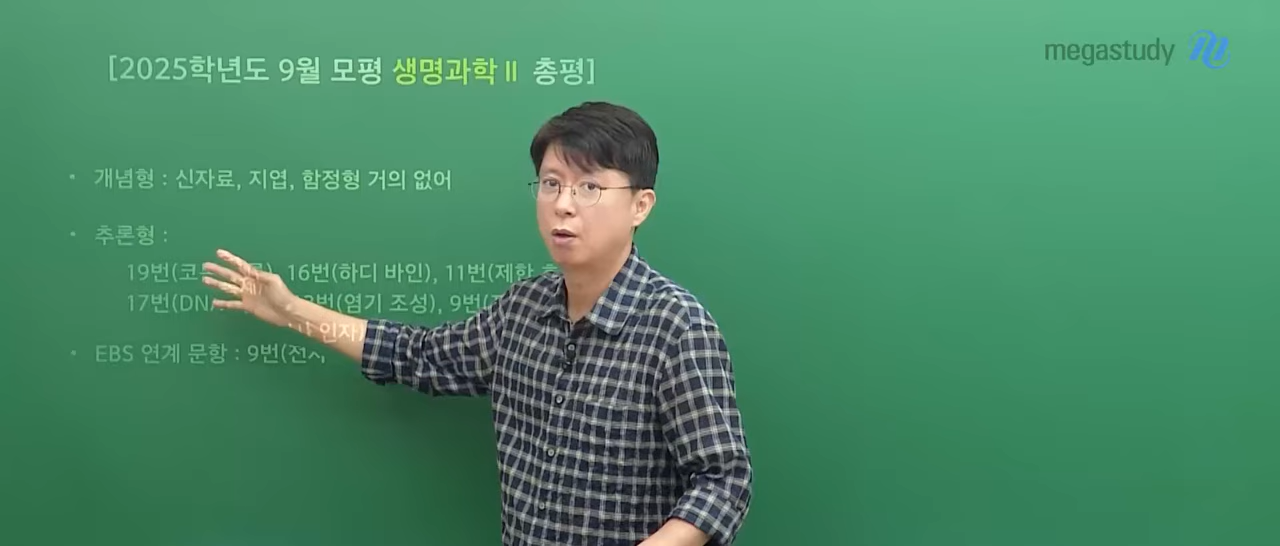 megastudy
[2025학년도 9월 모평 생명과학Ⅱ 총평]
• 개념형 : 신자료, 지엽, 함정형 거의 없어
• 추론형 :
19번(코 16번(하디 바인), 11번(제한
17번(DNA (염기 조성), 9번(
인자)
• EBS 연계 문항 : 9번(전사